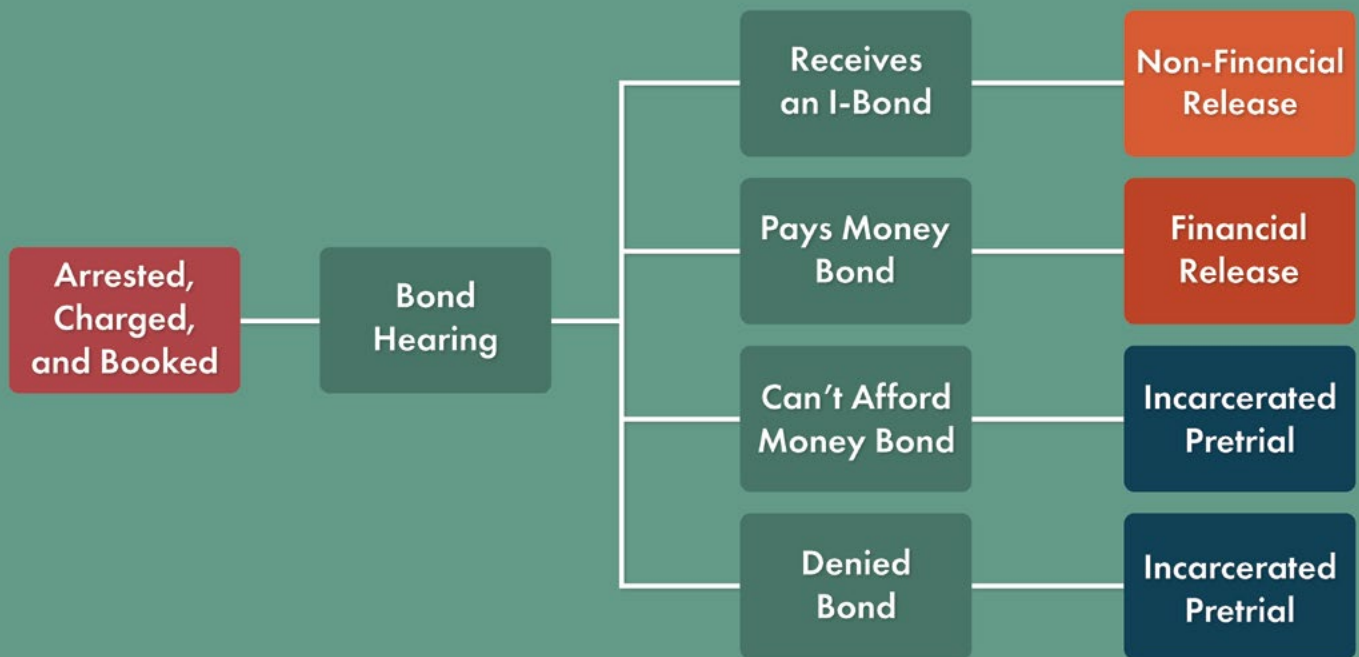 Arrested,
Charged,
and Booked
Bond
Hearing
Receives
an I-Bond
Non-Financial
Release
Pays Money
Bond
Financial
Release
Can't Afford
Money Bond
Incarcerated
Pretrial
Denied
Bond
Incarcerated
Pretrial